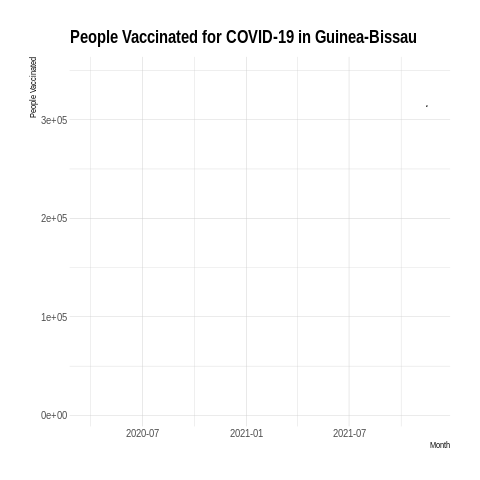 People Vaccinated for COVID-19 in Guinea-Bissau
People Vaccinated
3e+05
2e+05
1e+05
0e+00
2020-07 2021-01 2021-07
Month